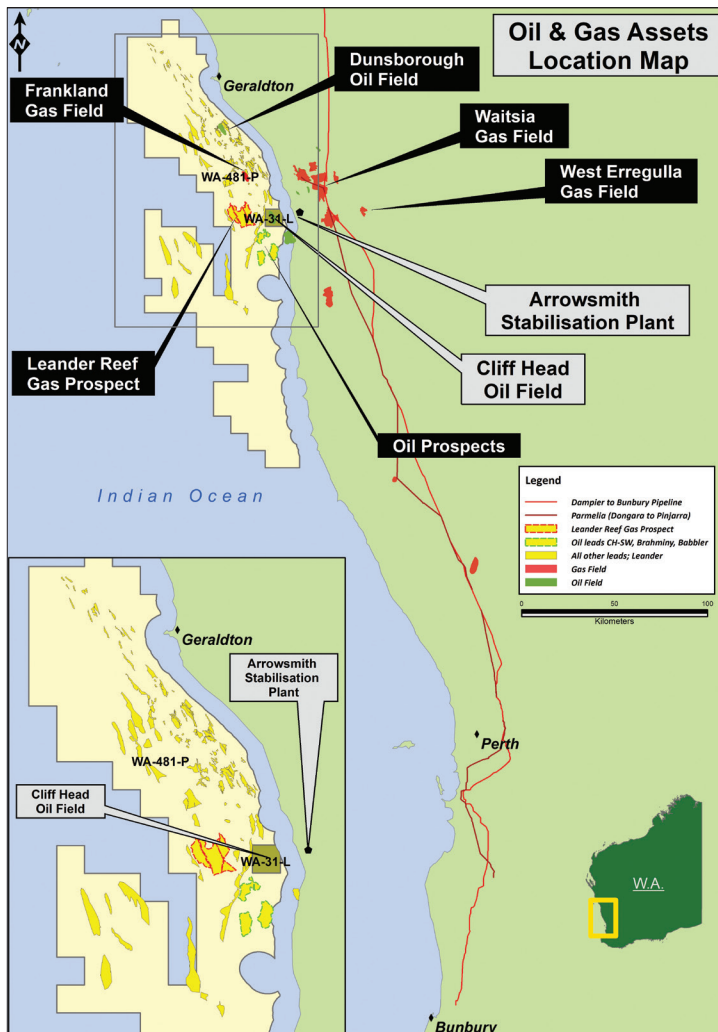 Oil & Gas Assets
Location Map
N
Geraldton
Dunsborough
Oil Field
Frankland
Gas Field
Waitsia
Gas Field
West Erregulla
Gas Field
WA-481-P
WA-31-L
Arrowsmith
Stabilisation Plant
Leander Reef
Gas Prospect
Cliff Head
Oil Field
Oil Prospects
Indian Ocean
Legend
Dampier to Bunbury Pipeline
Parmelia (Dongara to Pinjarra)
Leander Reef Gas Prospect
Oil leads CH-SW, Brahminy, Babbler
All other leads; Leander
Gas Field
Oil Field
0 50 100
Kilometers
Geraldton
Arrowsmith
Stabilisation
Plant
WA-481-P
Cliff Head
Oil Field
WA-31-L
Perth
W.A.
Bunbury